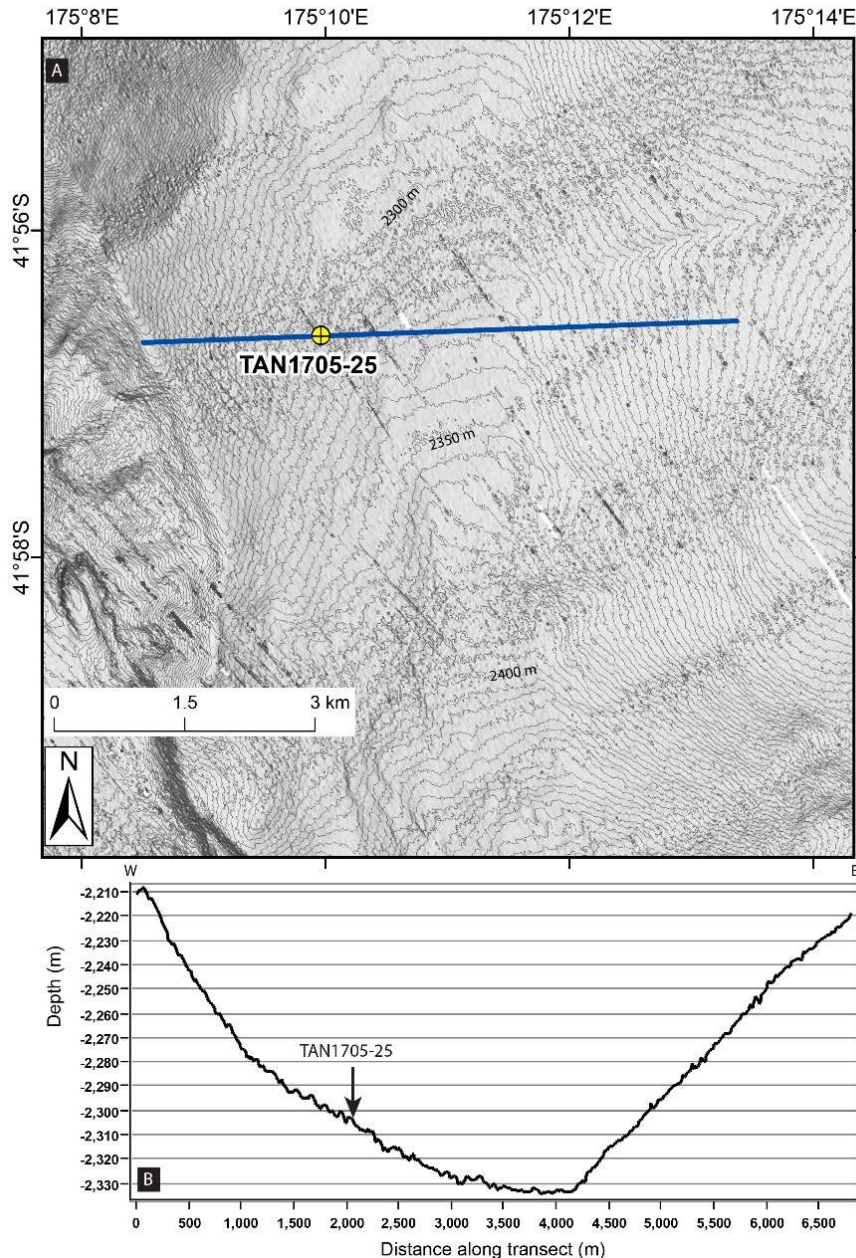 175°8'E 175°10'E 175°12'E 175°14'E
A
41°56'S
2300 m
TAN1705-25
2350 m
41°58'S
2400 m
0 1.5 3 km
N
W E
-2,210
-2,220
-2,230
-2,240
-2,250
-2,260
-2,270
-2,280
-2,290
-2,300
-2,310
-2,320
-2,330
Depth (m)
TAN1705-25
B
0 500 1,000 1,500 2,000 2,500 3,000 3,500 4,000 4,500 5,000 5,500 6,000 6,500
Distance along transect (m)